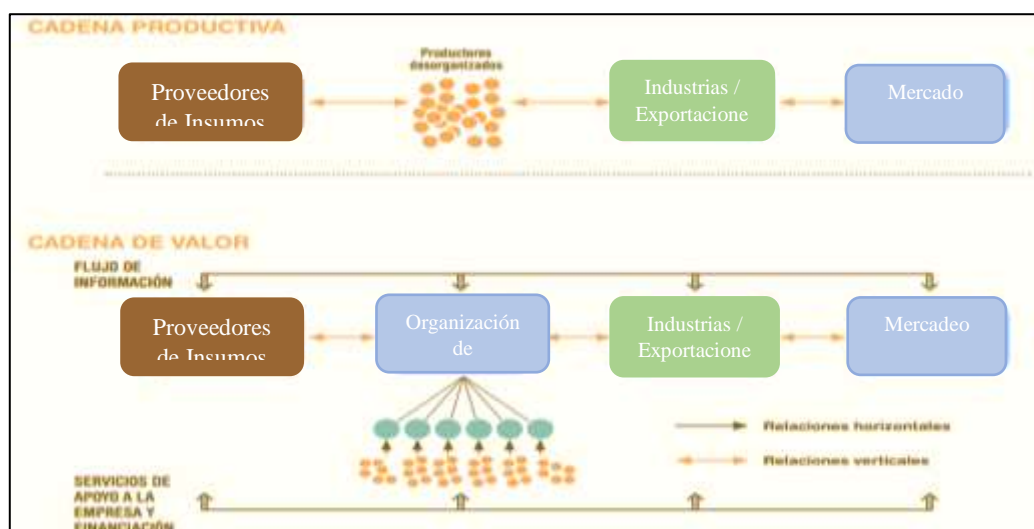 CADENA PRODUCTIVA
Productores
desorganizados
Proveedores
de Insumos
Industrias /
Exportacione
Mercado
CADENA DE VALOR
FLUJO DE
INFORMACIÓN
Proveedores
de Insumos
Organización
de
Industrias /
Exportacione
Mercadeo
Relaciones horizontales
Relaciones verticales
SERVICIOS DE
APOYO A LA
EMPRESA Y
FINANCIACIÓN